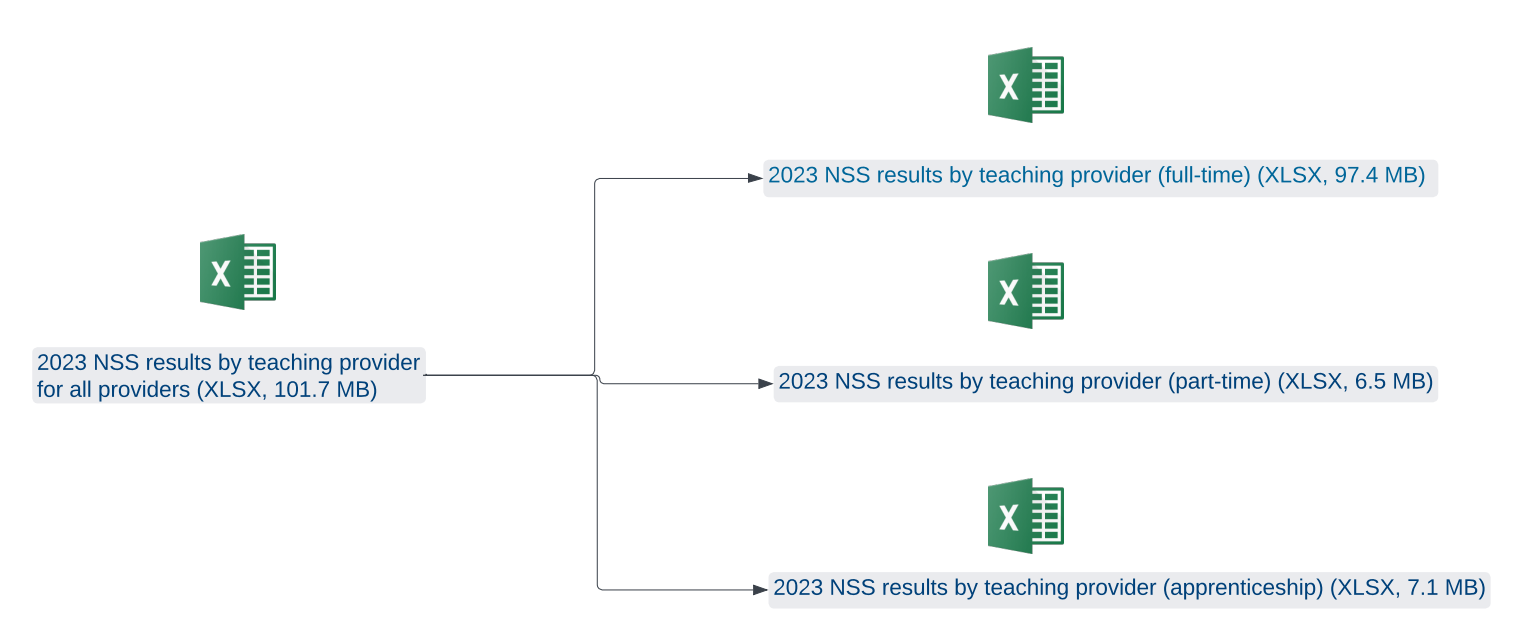 X
2023 NSS results by teaching provider (full-time) (XLSX, 97.4 MB)
X
2023 NSS results by teaching provider
for all providers (XLSX, 101.7 MB)
X
2023 NSS results by teaching provider (part-time) (XLSX, 6.5 MB)
X
2023 NSS results by teaching provider (apprenticeship) (XLSX, 7.1 MB)